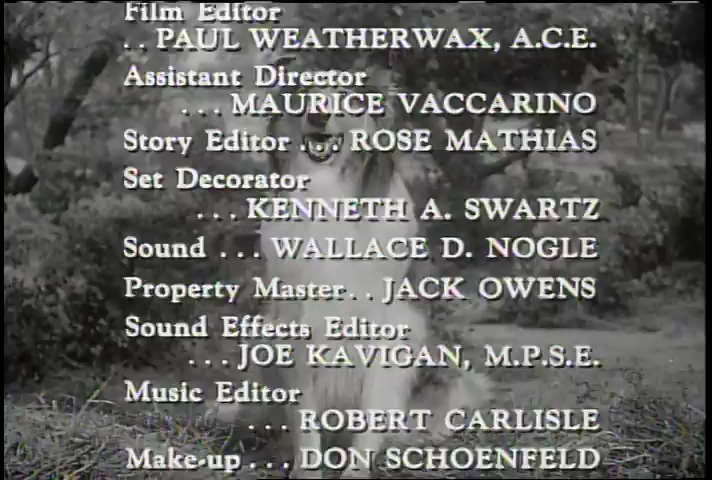 Film Editor
.. PAUL WEATHERWAX, A.C.E.
Assistant Director
... MAURICE VACCARINO
Story Editor ... ROSE MATHIAS
Set Decorator
... KENNETH A. SWARTZ
Sound ... WALLACE D. NOGLE
Property Master.. JACK OWENS
Sound Effects Editor
... JOE KAVIGAN, M.P.S.E.
Music Editor
... ROBERT CARLISLE
Make-up ... DON SCHOENFELD